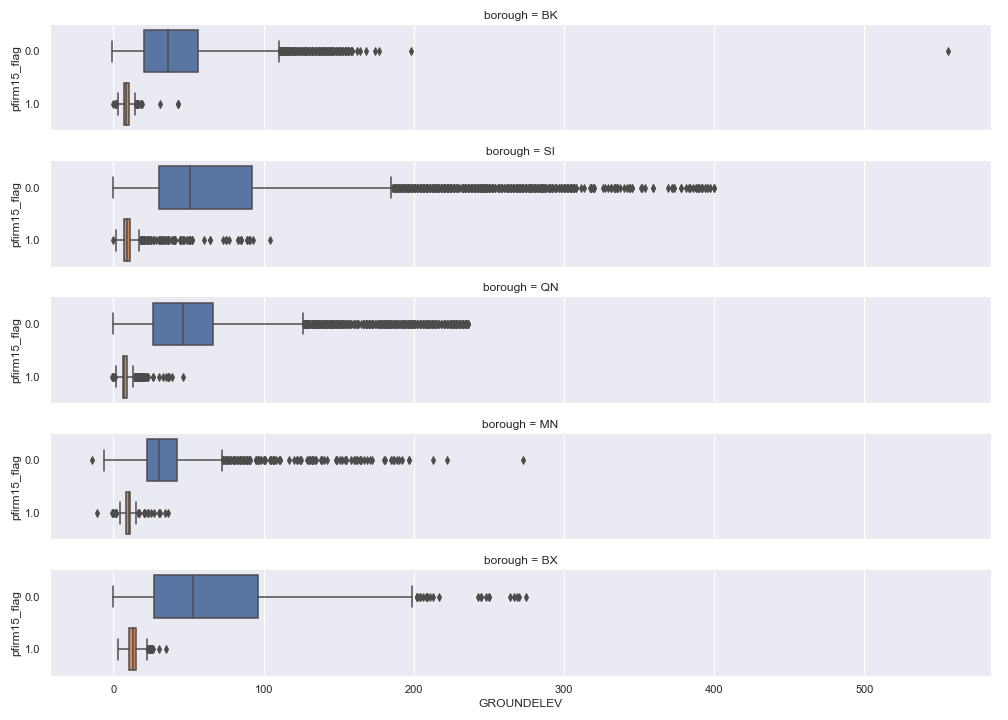 borough = BK
pfirm15_flag
0.0
1.0
borough = SI
pfirm15_flag
0.0
1.0
borough = QN
pfirm15_flag
0.0
1.0
borough = MN
pfirm15_flag
0.0
1.0
borough = BX
pfirm15_flag
0.0
1.0
0 100 200 300 400 500
GROUNDELEV